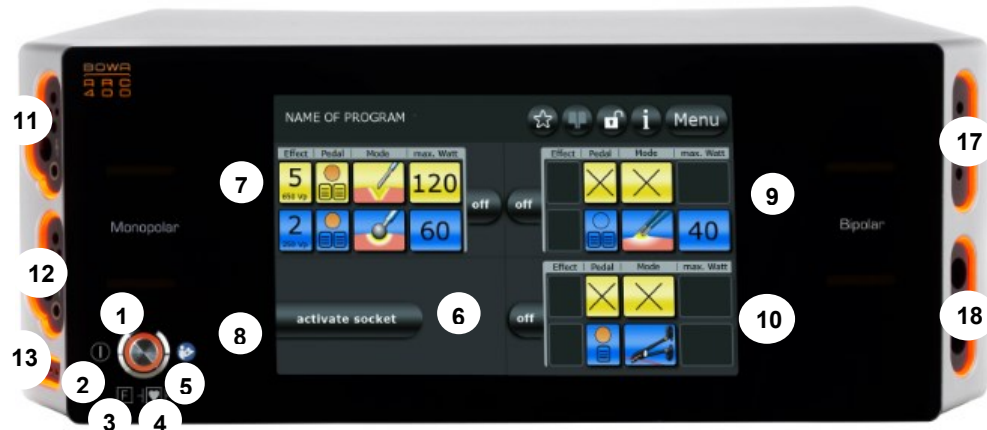 BOWA
ARC
400
NAME OF PROGRAM
i
Menu
Effect Pedal Mode max. Watt
5
650 Vp
120
2
60
off
off
Effect Pedal Mode max. Watt
40
Monopolar
Bipolar
activate socket
off
Effect Pedal Mode max. Watt
F
1
2
3
4
5
6
7
8
9
10
11
12
13
17
18